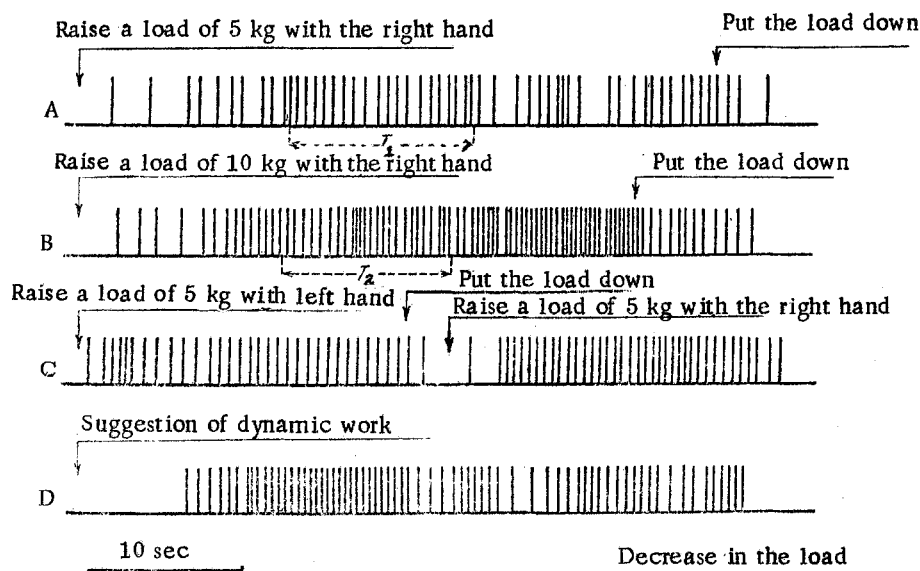 Put the load down
Raise a load of 5 kg with the right hand
A
T₁
Raise a load of 10 kg with the right hand
Put the load down
B
T₂
Put the load down
Raise a load of 5 kg with left hand
Raise a load of 5 kg with the right hand
C
Suggestion of dynamic work
D
10 sec
Decrease in the load